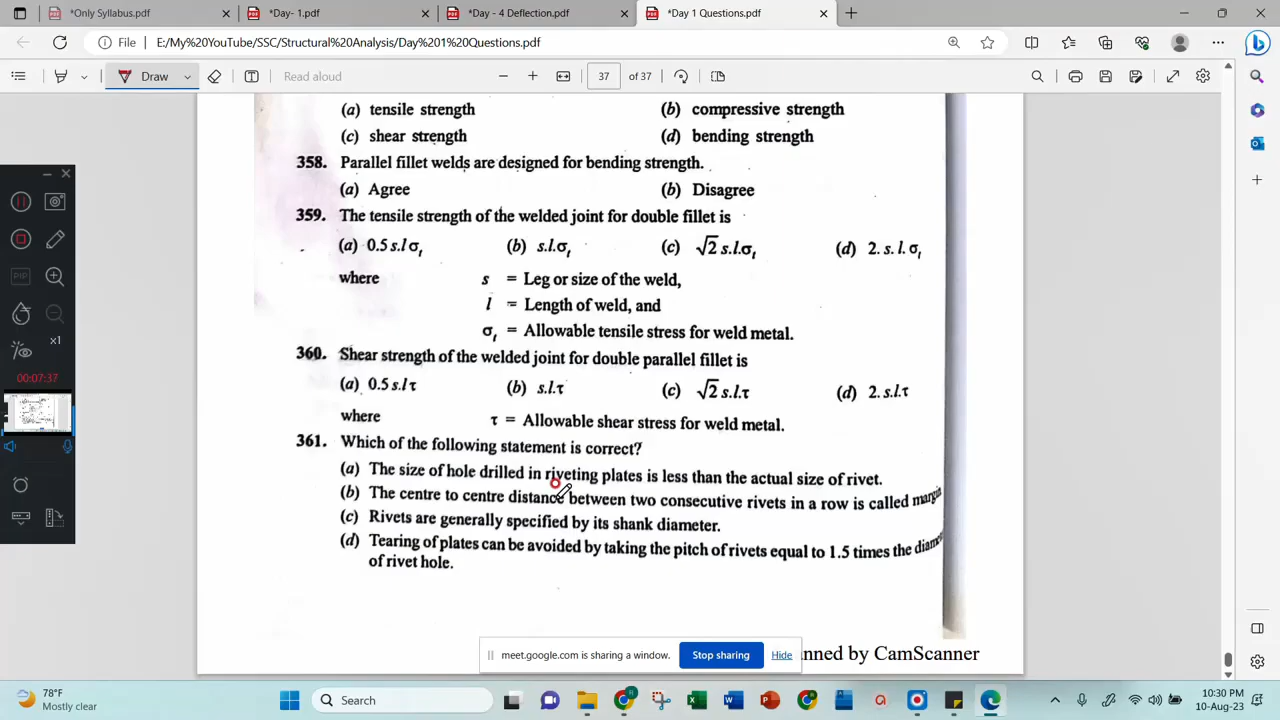 *Only Syllabus.pdf
*Day- 1.pdf
*Day - 4 Deflection.pdf
*Day 1 Questions.pdf
File E:/My%20YouTube/SSC/Structural%20Analysis/Day%201%20Questions.pdf
Draw
Read aloud
37 of 37
(a) tensile strength (b) compressive strength
(c) shear strength (d) bending strength
358. Parallel fillet welds are designed for bending strength.
(a) Agree (b) Disagree
359. The tensile strength of the welded joint for double fillet is
(a) 0.5 s.l σt (b) s.l.σt (c) √2 s.l.σt (d) 2. s. l. σt
where s = Leg or size of the weld,
l = Length of weld, and
σt = Allowable tensile stress for weld metal.
360. Shear strength of the welded joint for double parallel fillet is
(a) 0.5 s.l τ (b) s.l.τ (c) √2 s.l.τ (d) 2. s.l.τ
where τ = Allowable shear stress for weld metal.
361. Which of the following statement is correct?
(a) The size of hole drilled in riveting plates is less than the actual size of rivet.
(b) The centre to centre distance between two consecutive rivets in a row is called margin
(c) Rivets are generally specified by its shank diameter.
(d) Tearing of plates can be avoided by taking the pitch of rivets equal to 1.5 times the
of rivet hole.
x1
00:07:37
meet.google.com is sharing a window. Stop sharing Hide
nned by CamScanner
78°F
Mostly clear
Search
10:30 PM
10-Aug-23